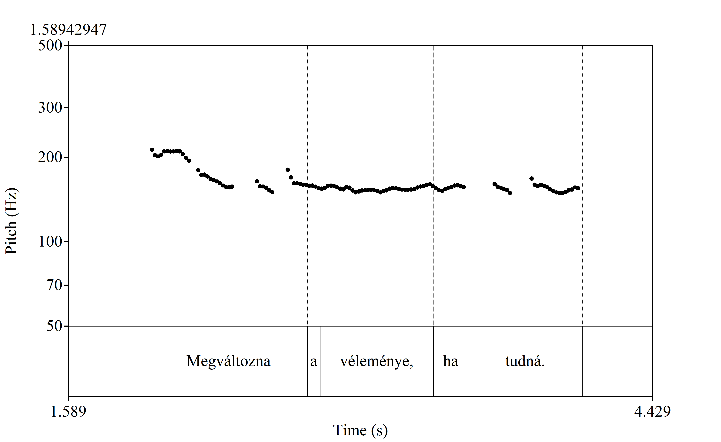 1.58942947
500
300
200
100
70
50
Pitch (Hz)
Megváltozna a véleménye, ha tudná.
1.589 4.429
Time (s)